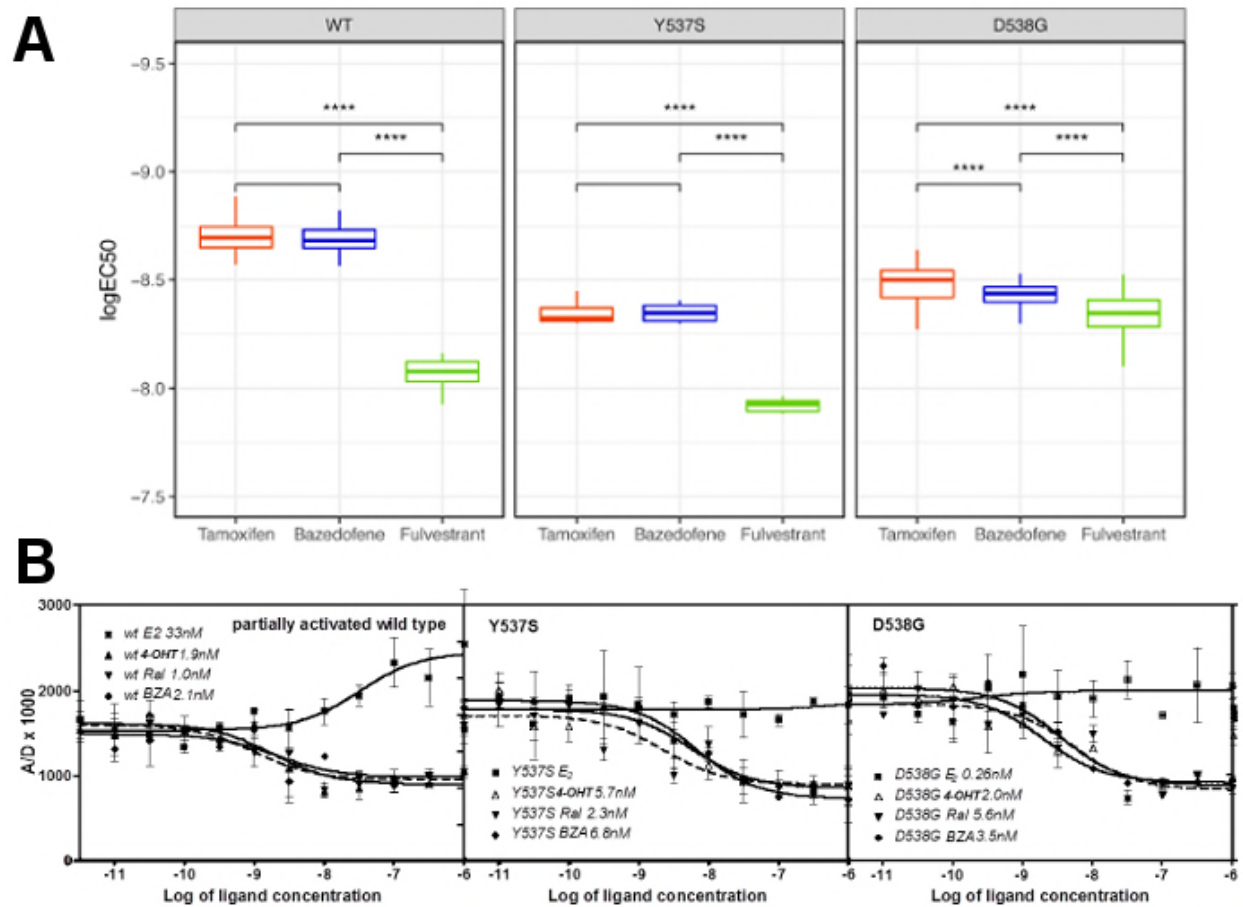 A
WT
Y537S
D538G
logEC50
−9.5
−9.0
−8.5
−8.0
−7.5
****
****
****
****
****
****
****
Tamoxifen Bazedofene Fulvestrant
Tamoxifen Bazedofene Fulvestrant
Tamoxifen Bazedofene Fulvestrant
B
A/D x 1000
3000
2000
1000
0
partially activated wild type
wt E2 33nM
wt 4-OHT 1.9nM
wt Ral 1.0nM
wt BZA 2.1nM
-11 -10 -9 -8 -7 -6
Log of ligand concentration
Y537S
Y537S E2
Y537S 4-OHT 5.7nM
Y537S Ral 2.3nM
Y537S BZA 6.8nM
-11 -10 -9 -8 -7 -6
Log of ligand concentration
D538G
D538G E2 0.26nM
D538G 4-OHT 2.0nM
D538G Ral 5.6nM
D538G BZA 3.5nM
-11 -10 -9 -8 -7 -6
Log of ligand concentration